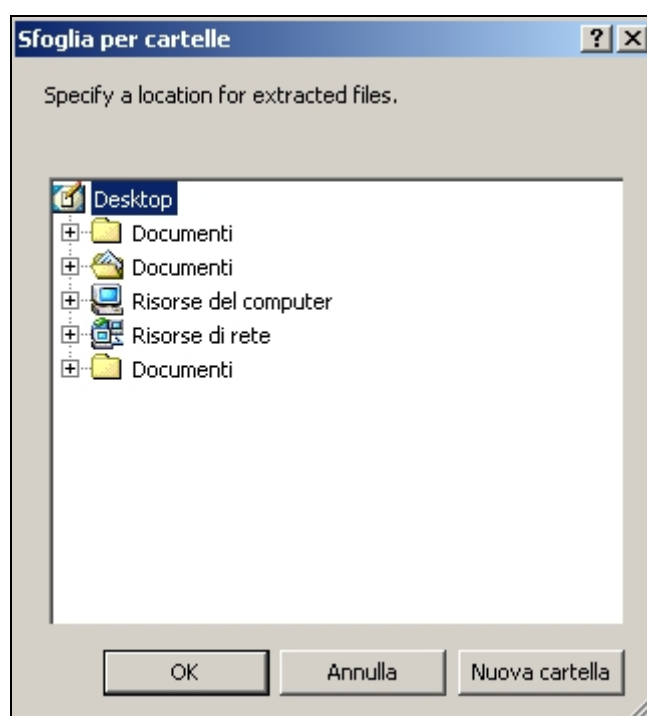 Sfoglia per cartelle
Specify a location for extracted files.
Desktop
Documenti
Documenti
Risorse del computer
Risorse di rete
Documenti
OK Annulla Nuova cartella